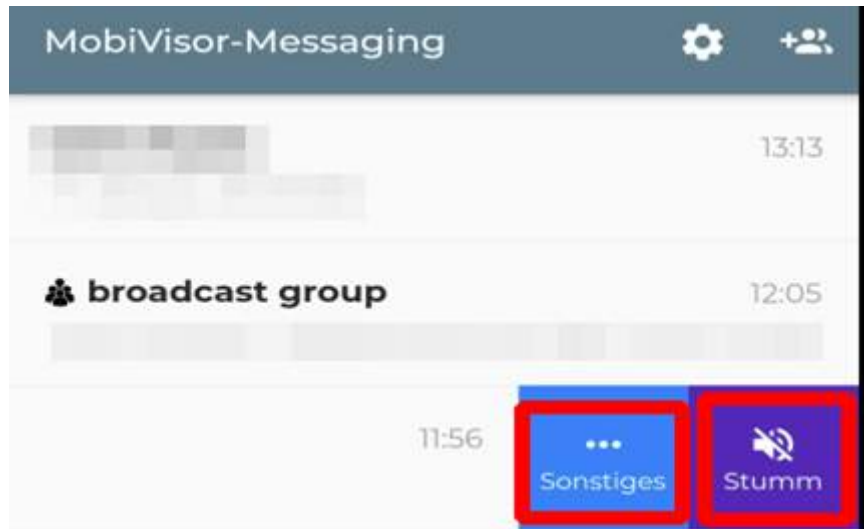 MobiVisor-Messaging
13:13
broadcast group
12:05
11:56
Sonstiges
Stumm